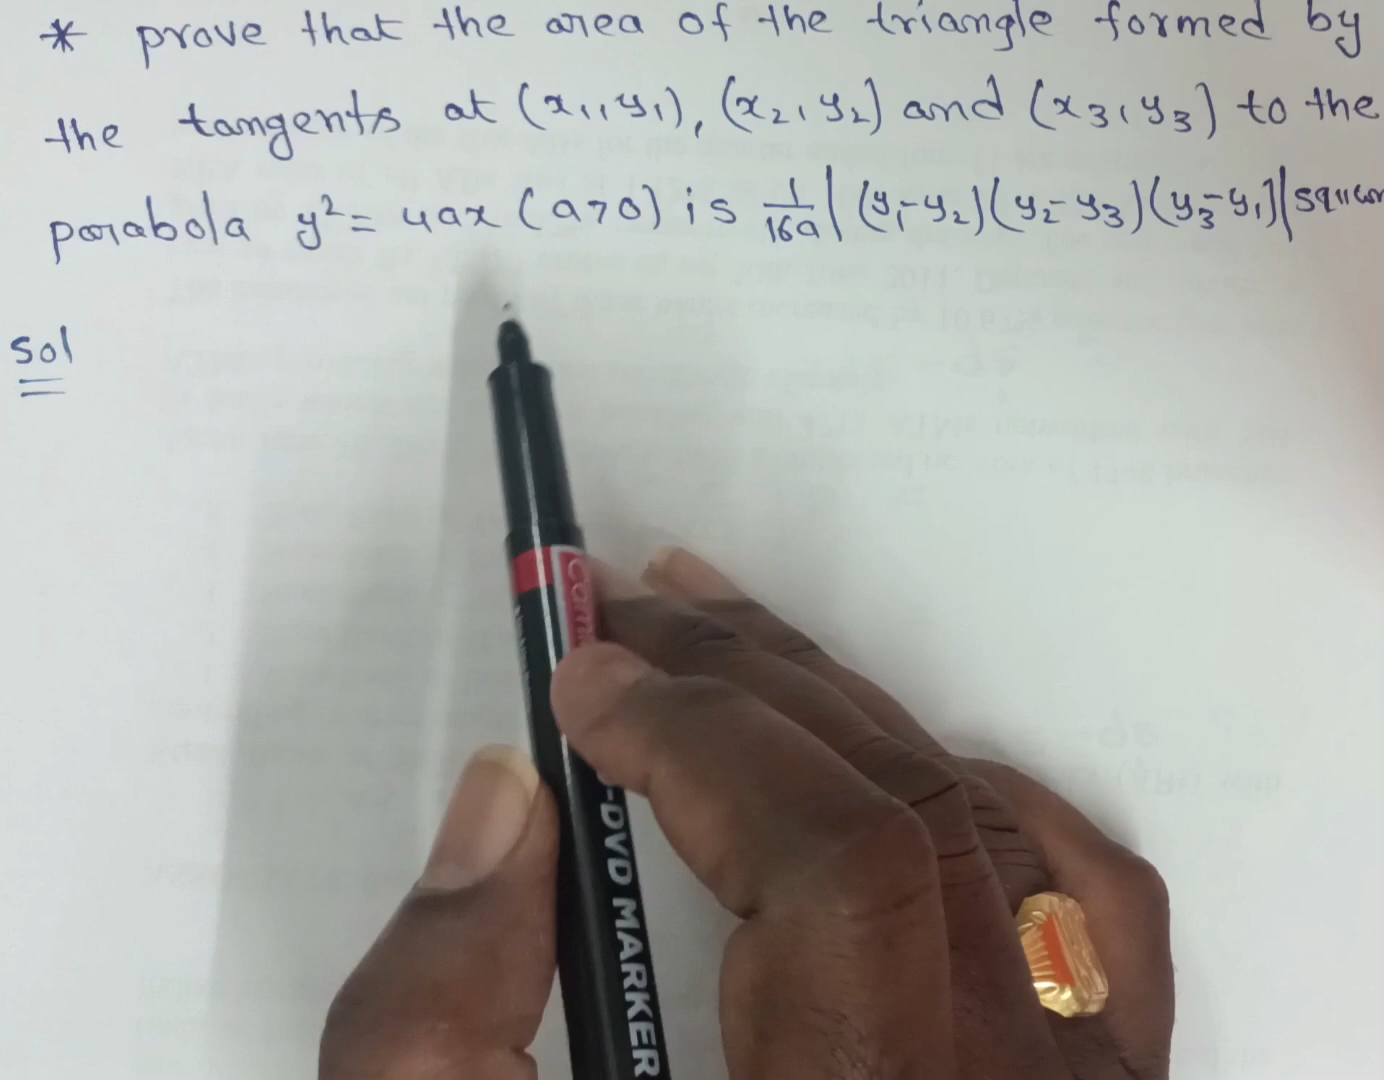 * prove that the area of the triangle formed by
the tangents at (x₁, y₁), (x₂, y₂) and (x₃, y₃) to the
parabola y² = 4ax (a>0) is 1/16a |(y₁-y₂)(y₂-y₃)(y₃-y₁)|
Sol
-DVD MARKER